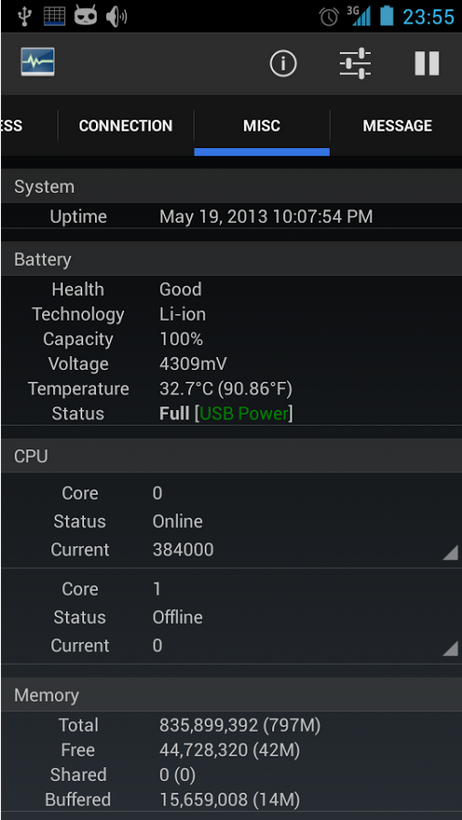 3G 23:55
ESS CONNECTION MISC MESSAGE
System
Uptime May 19, 2013 10:07:54 PM
Battery
Health Good
Technology Li-ion
Capacity 100%
Voltage 4309mV
Temperature 32.7°C (90.86°F)
Status Full [USB Power]
CPU
Core 0
Status Online
Current 384000
Core 1
Status Offline
Current 0
Memory
Total 835,899,392 (797M)
Free 44,728,320 (42M)
Shared 0 (0)
Buffered 15,659,008 (14M)